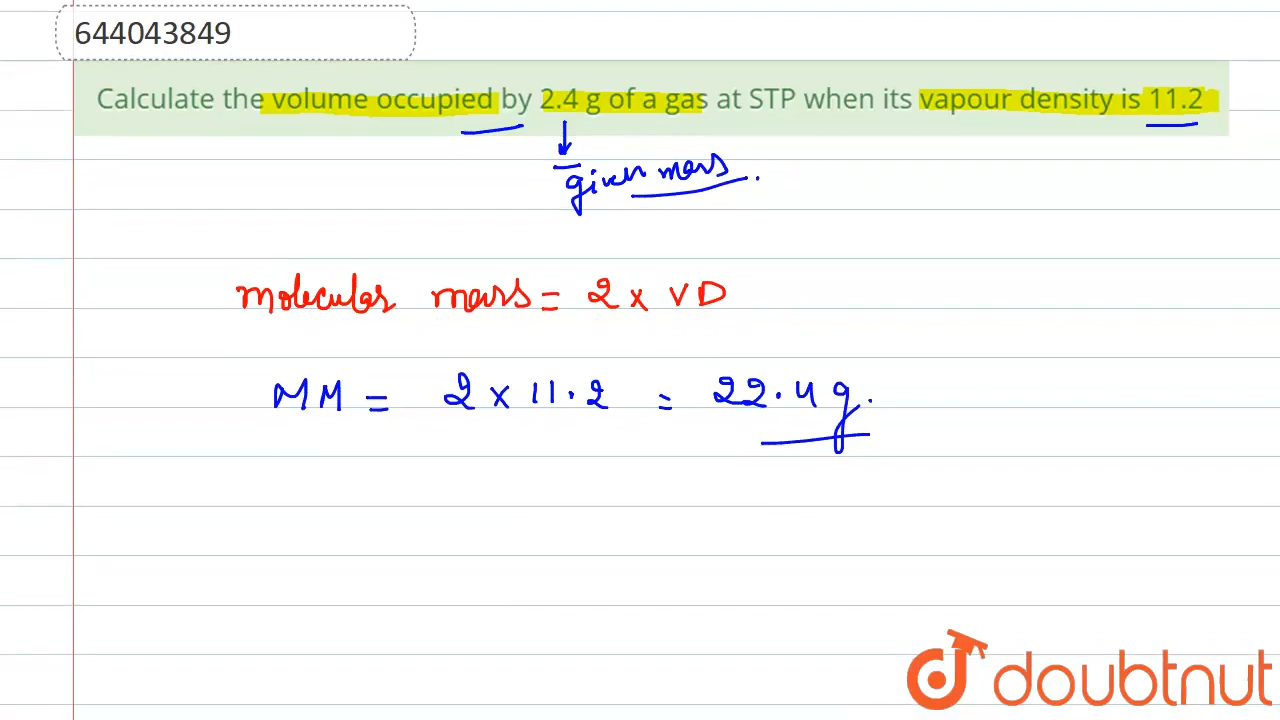 644043849
Calculate the volume occupied by 2.4 g of a gas at STP when its vapour density is 11.2
given mass.
molecular mass = 2 x VD
MM = 2 x 11.2 = 22.4 g.
doubtnut